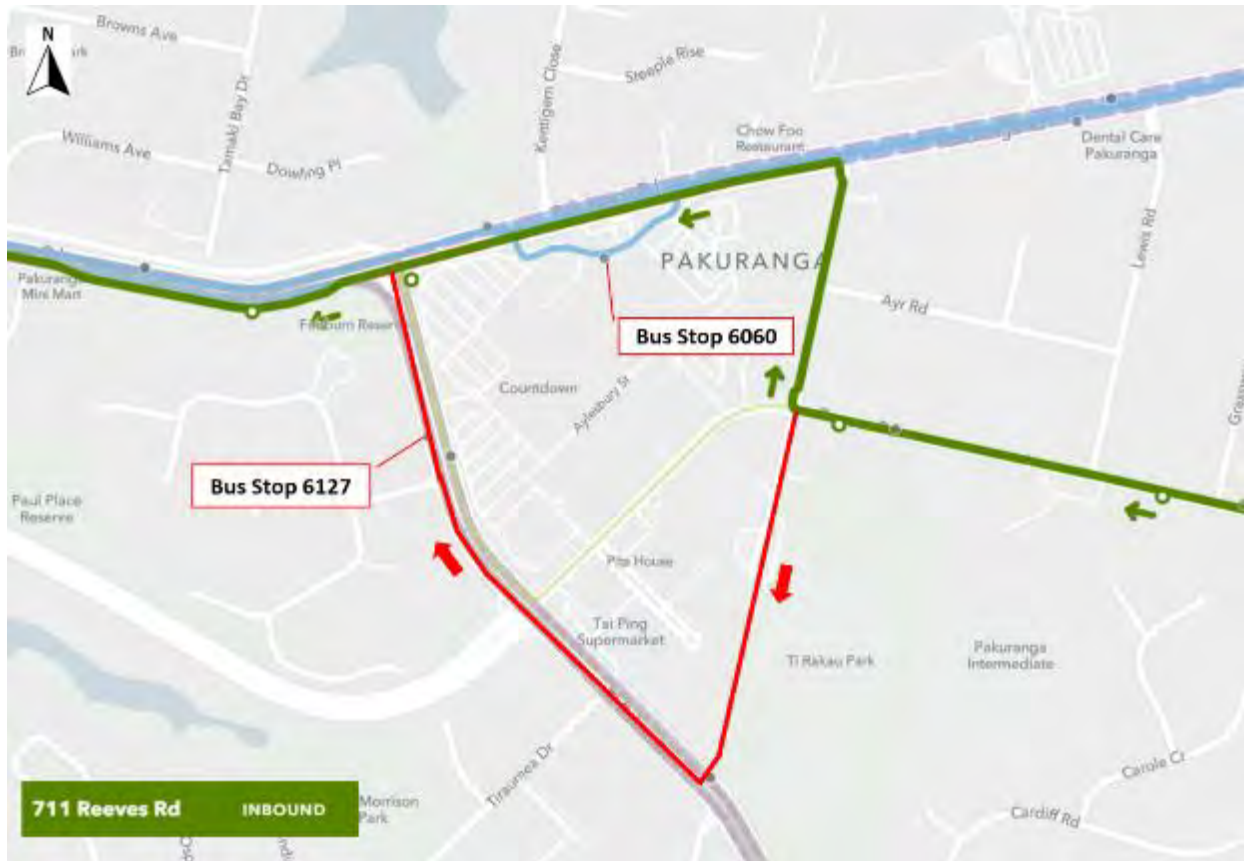 N
Browns Ave
Steeple Rise
Kentigern Close
Tamaki Bay Dr
Williams Ave
Dowling Pl
Chow Foo
Restaurant
Dental Care
Pakuranga
Lewis Rd
PAKURANGA
Pakuranga
Mini Mart
Ayr Rd
Bus Stop 6060
Countdown
Aylesbury St
Bus Stop 6127
Paul Place
Reserve
Pita House
Tai Ping
Supermarket
Ti Rakau Park
Pakuranga
Intermediate
Tiraumea Dr
Carole Cr
Cardiff Rd
711 Reeves Rd INBOUND
Morrison
Park